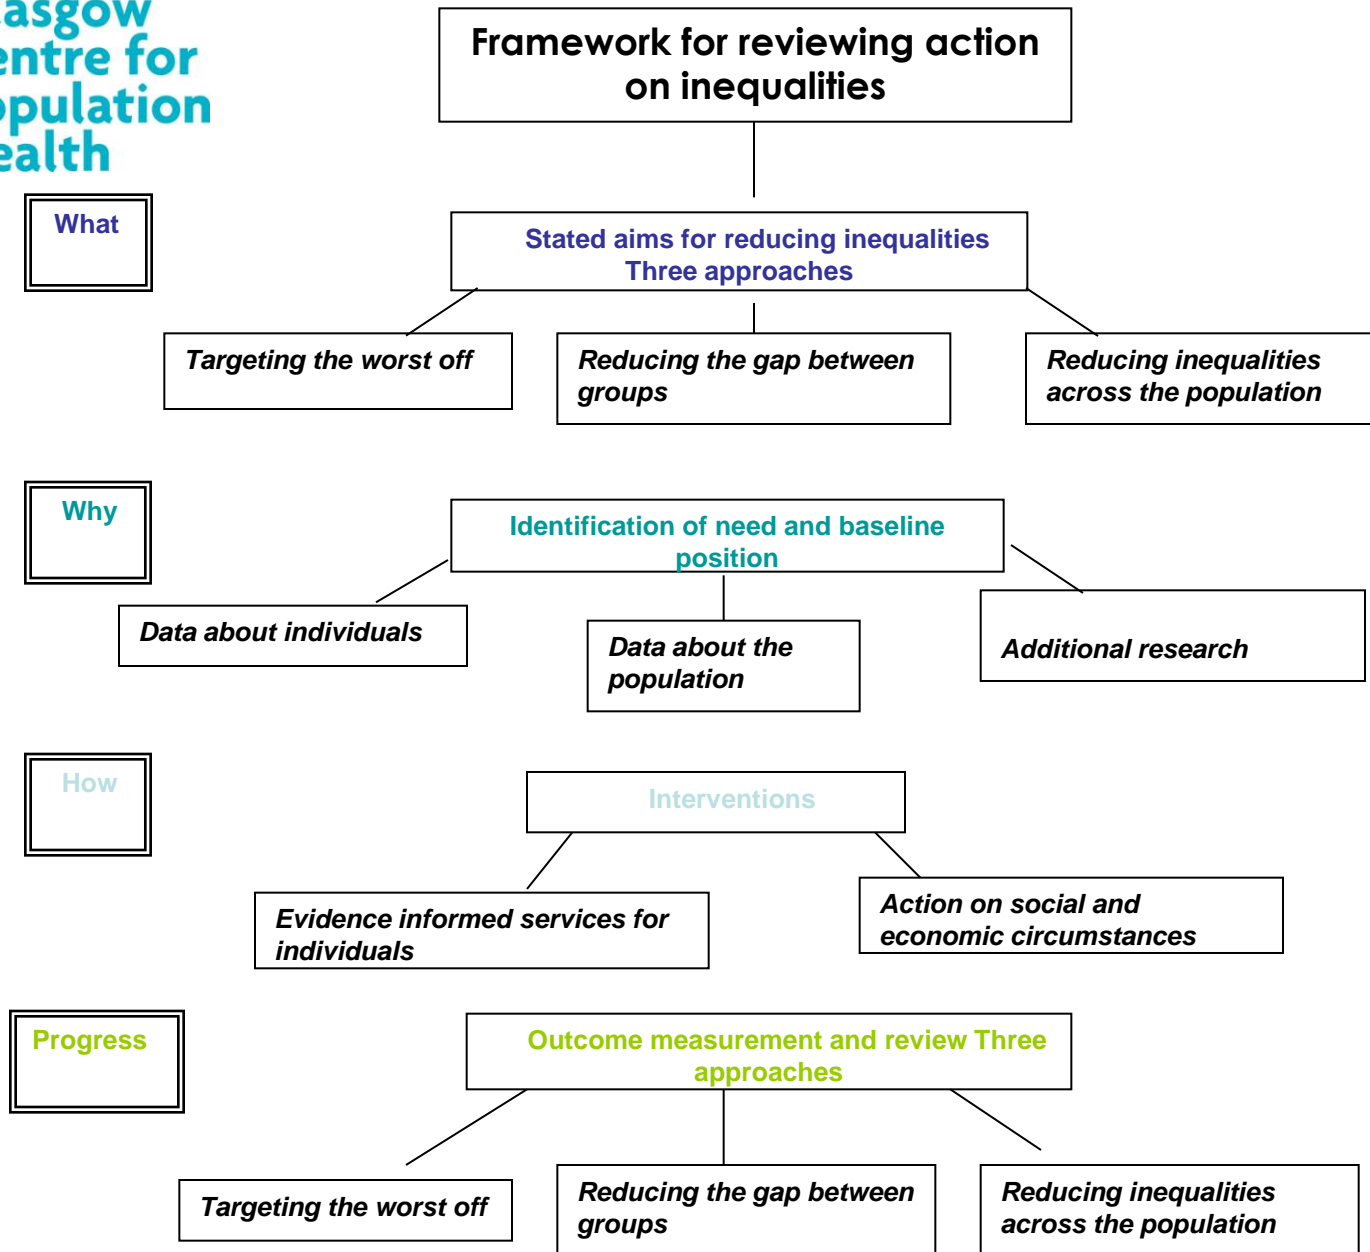 asgow
entre for
opulation
ealth
Framework for reviewing action
on inequalities
What
Stated aims for reducing inequalities
Three approaches
Targeting the worst off
Reducing the gap between
groups
Reducing inequalities
across the population
Why
Identification of need and baseline
position
Data about individuals
Data about the
population
Additional research
How
Interventions
Evidence informed services for
individuals
Action on social and
economic circumstances
Progress
Outcome measurement and review Three
approaches
Targeting the worst off
Reducing the gap between
groups
Reducing inequalities
across the population